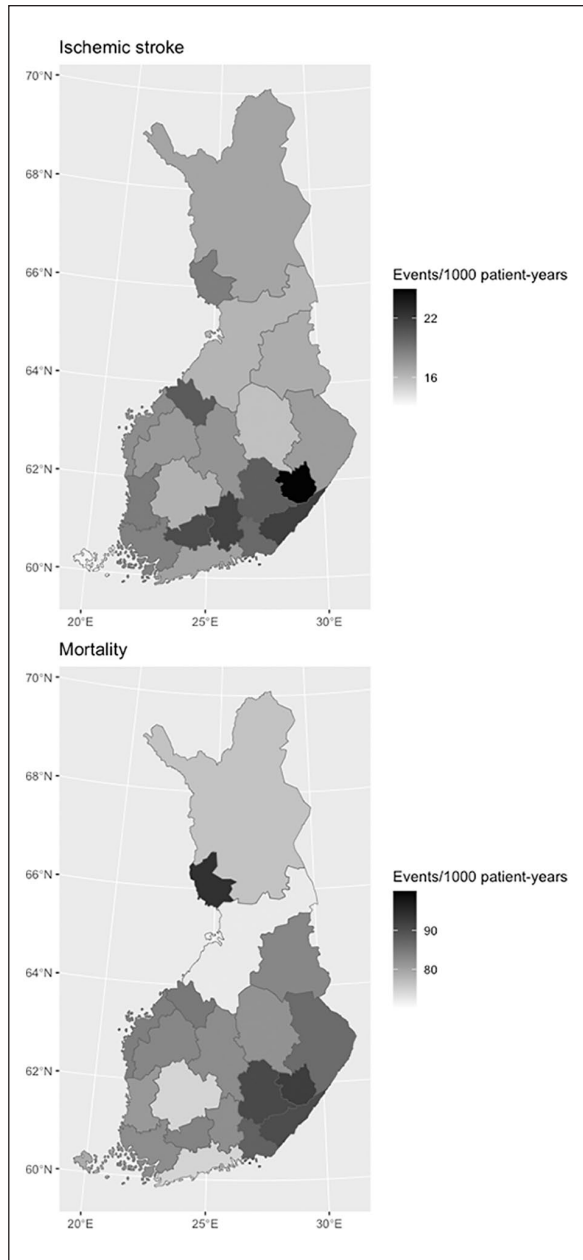 Ischemic stroke
70°N
68°N
66°N
64°N
62°N
60°N
20°E 25°E 30°E
Events/1000 patient-years
22
16
Mortality
70°N
68°N
66°N
64°N
62°N
60°N
20°E 25°E 30°E
Events/1000 patient-years
90
80